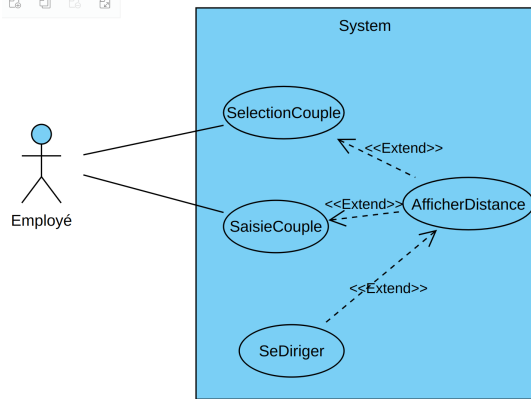 System
SelectionCouple
<<Extend>>
<<Extend>>
AfficherDistance
Employé
SaisieCouple
<<Extend>>
SeDiriger